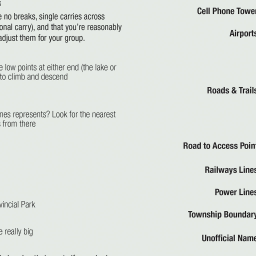 e no breaks, single carries across
onal carry), and that you're reasonably
adjust them for your group.
e low points at either end (the lake or
to climb and descend
nes represents? Look for the nearest
from there
vincial Park
e really big
Cell Phone Tower
Airports
Roads & Trails
Road to Access Point
Railways Lines
Power Lines
Township Boundary
Unofficial Name